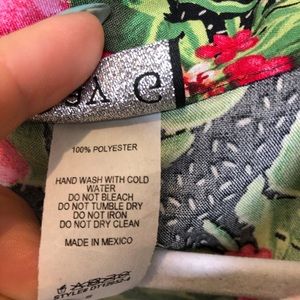 100% POLYESTER
HAND WASH WITH COLD
WATER
DO NOT BLEACH
DO NOT TUMBLE DRY
DO NOT IRON
DO NOT DRY CLEAN
MADE IN MEXICO